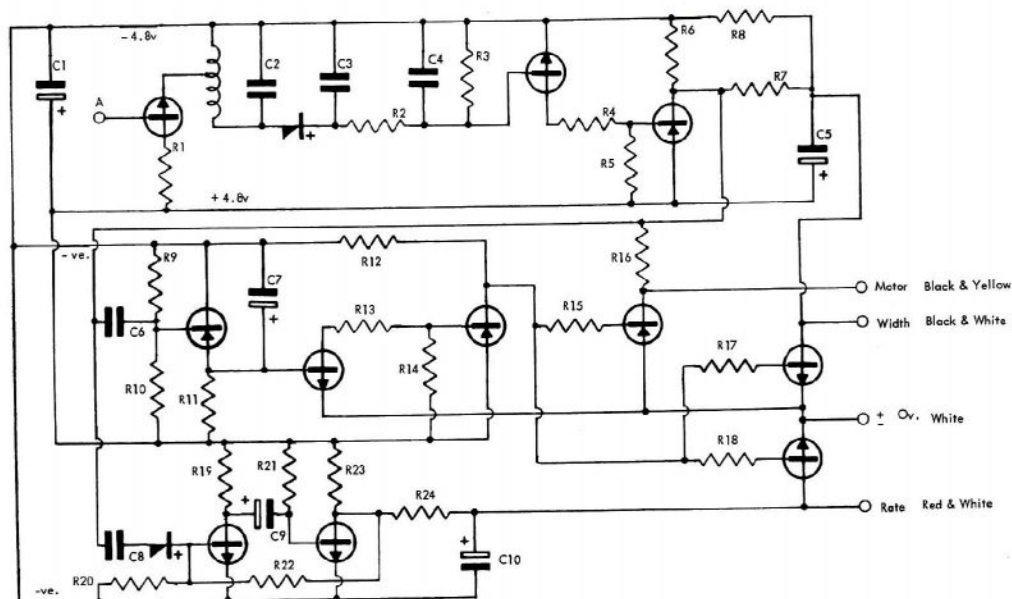 R6
R8
-4.8v
C1
+
A
C2
C3
C4
R3
R7
+
R2
R4
R1
R5
C5
+
+4.8v
-ve.
R9
R12
R16
C7
+
C6
R13
R15
Motor Black & Yellow
Width Black & White
R14
R17
R10
R11
+ - Ov. White
R18
R19
R21
R23
R24
Rate Red & White
+
C9
+
C8
+
C10
R20
R22
-ve.